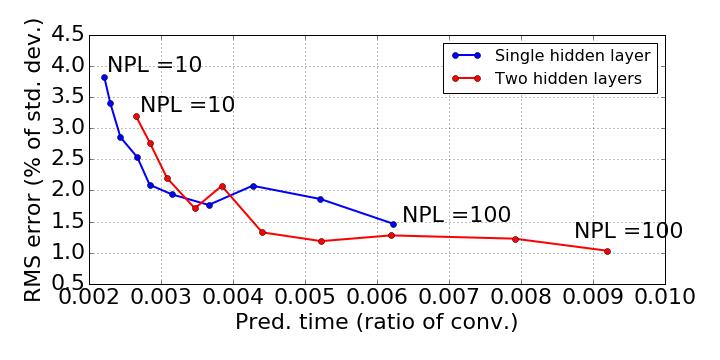 4.5
4.0
3.5
3.0
2.5
2.0
1.5
1.0
0.5
RMS error (% of std. dev.)
NPL =10
NPL =10
NPL =100
NPL =100
Single hidden layer
Two hidden layers
0.002 0.003 0.004 0.005 0.006 0.007 0.008 0.009 0.010
Pred. time (ratio of conv.)